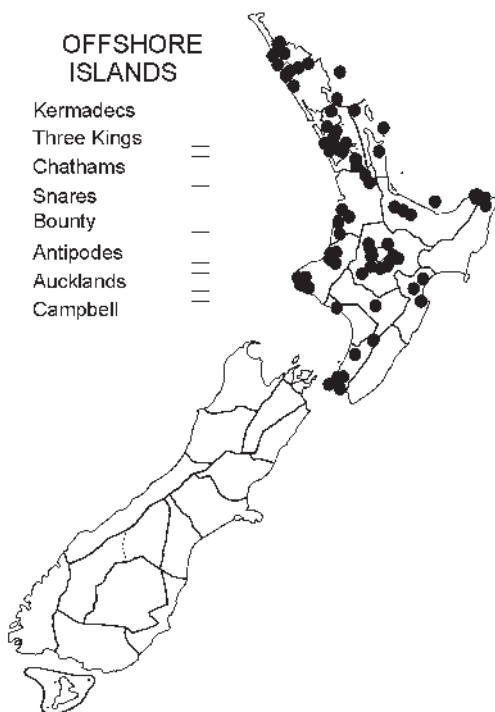 OFFSHORE
ISLANDS
Kermadecs
Three Kings
Chathams
Snares
Bounty
Antipodes
Aucklands
Campbell